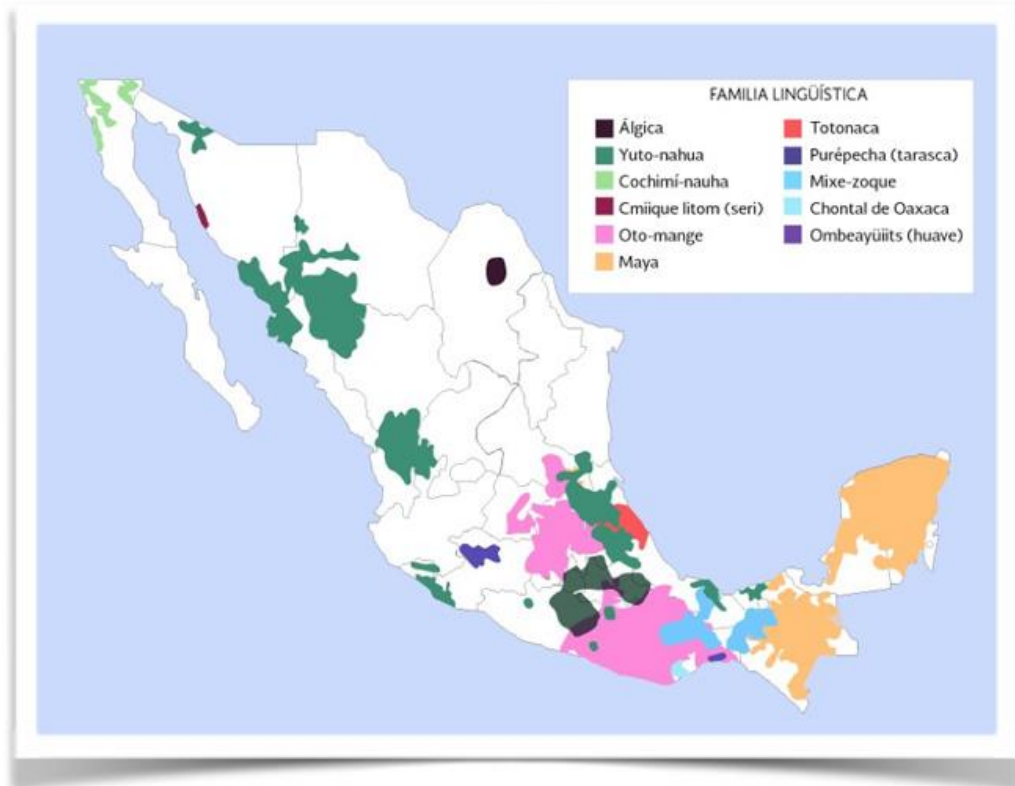 FAMILIA LINGÜÍSTICA
Álgica
Yuto-nahua
Cochimí-nauha
Cmiique litom (seri)
Oto-mange
Maya
Totonaca
Purépecha (tarasca)
Mixe-zoque
Chontal de Oaxaca
Ombeayüiits (huave)